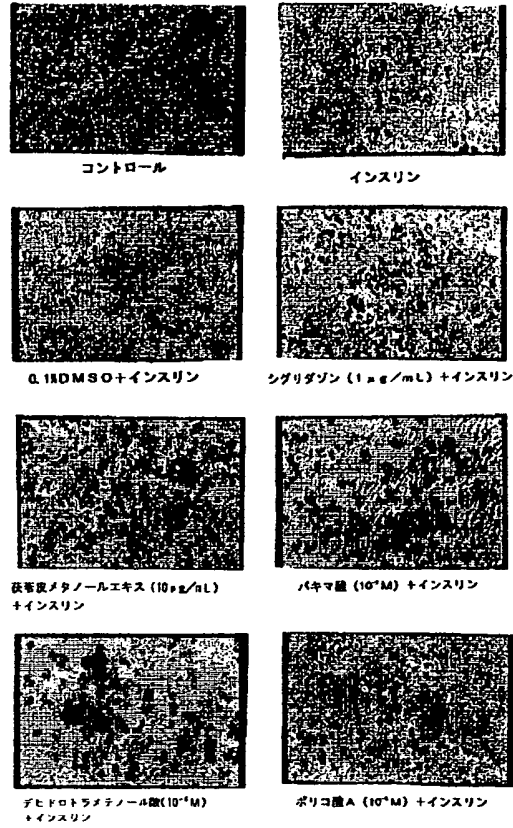 コントロール
インスリン
0.1%DMSO+インスリン
シグリダゾン (1μg/mL) +インスリン
茯苓皮メタノールエキス (10μg/mL)
+インスリン
パキマ酸 (10 M) +インスリン
デヒドロトラメテノール酸(10 M)
+インスリン
ポリコ酸A (10 M) +インスリン